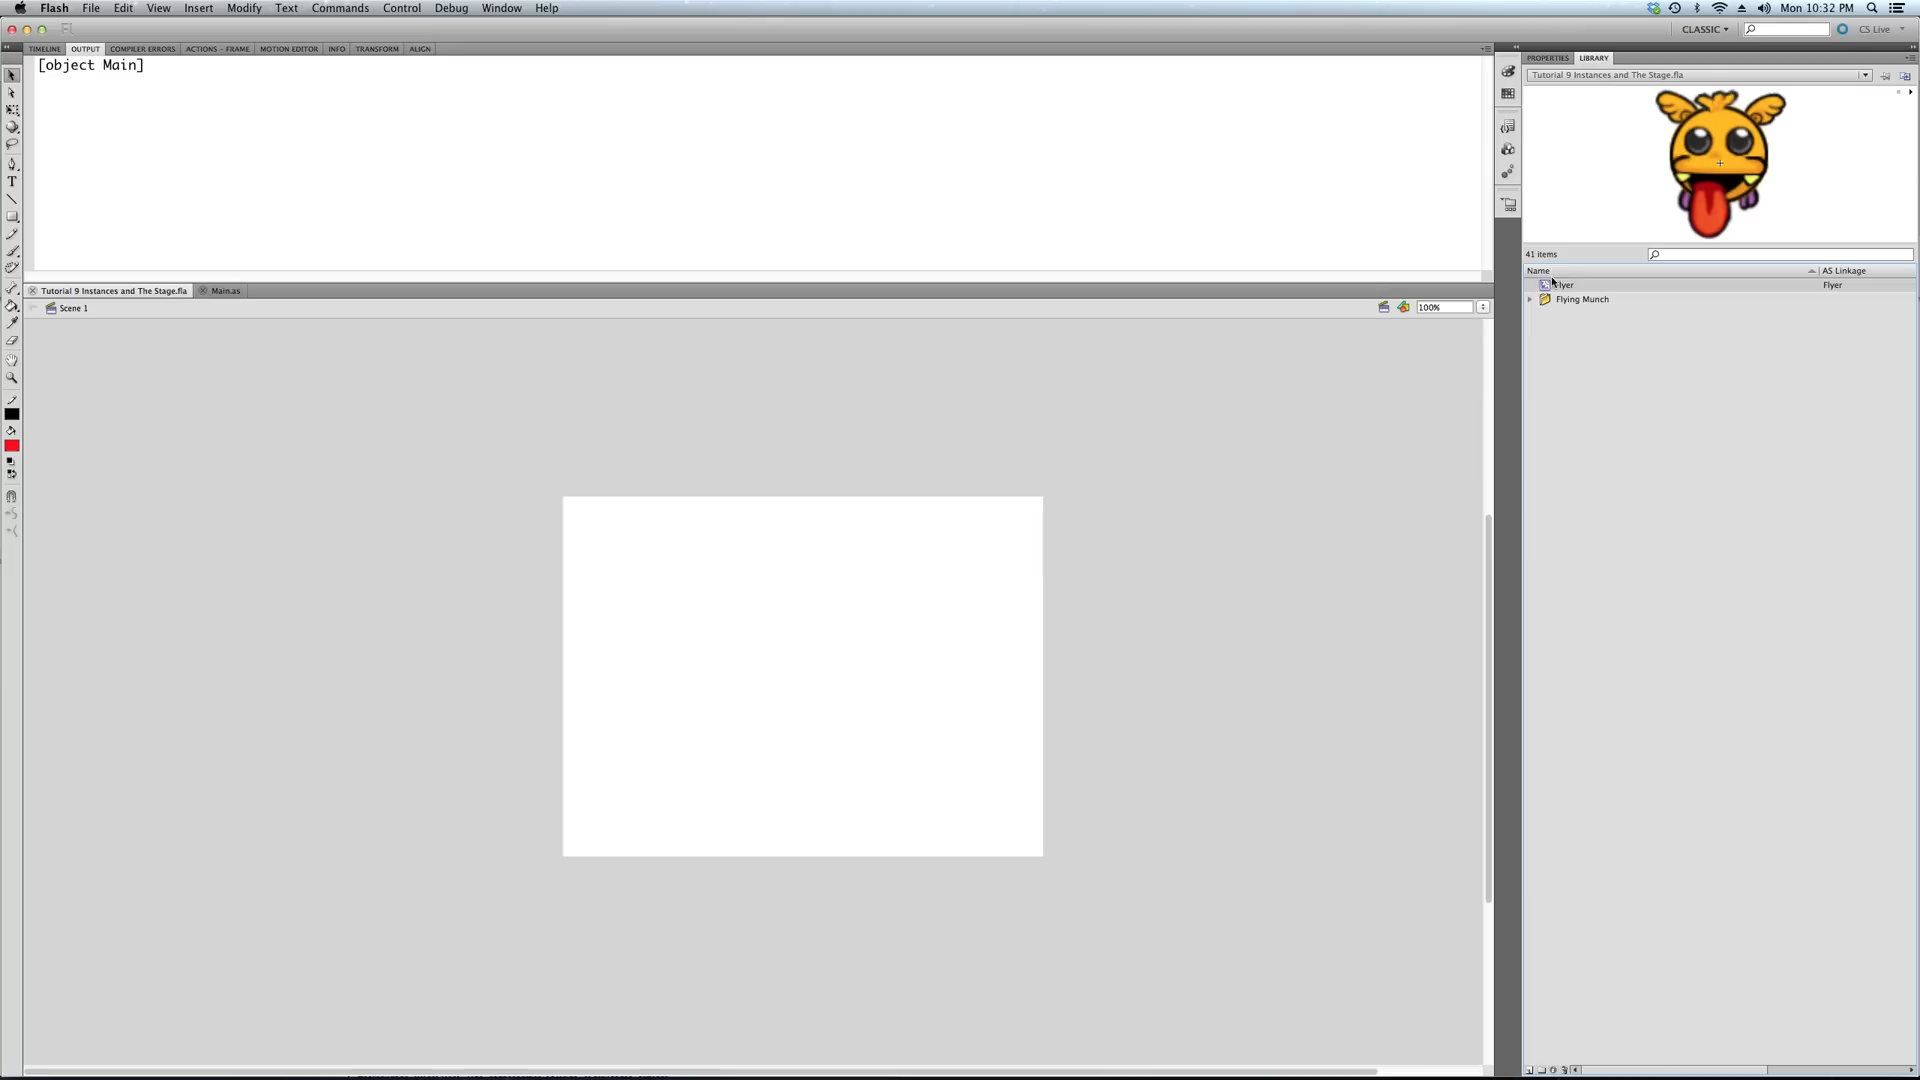 Flash File Edit View Insert Modify Text Commands Control Debug Window Help Mon 10:32 PM
CLASSIC CS Live
TIMELINE OUTPUT COMPILER ERRORS ACTIONS - FRAME MOTION EDITOR INFO TRANSFORM ALIGN
[object Main]
Tutorial 9 Instances and The Stage.fla Main.as
Scene 1 100%
PROPERTIES LIBRARY
Tutorial 9 Instances and The Stage.fla
41 items
Name AS Linkage
Flyer Flyer
Flying Munch